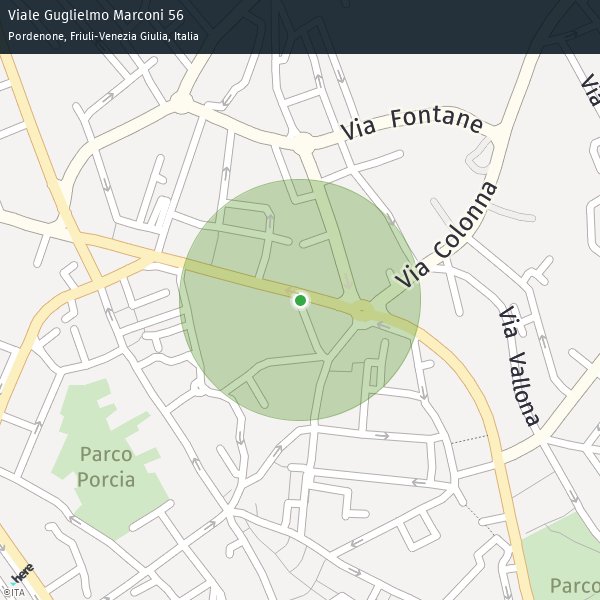 Viale Guglielmo Marconi 56
Pordenone, Friuli-Venezia Giulia, Italia
Via Fontane
Via
Via Colonna
Via Vallona
Parco
Porcia
Parco
here
©ITA